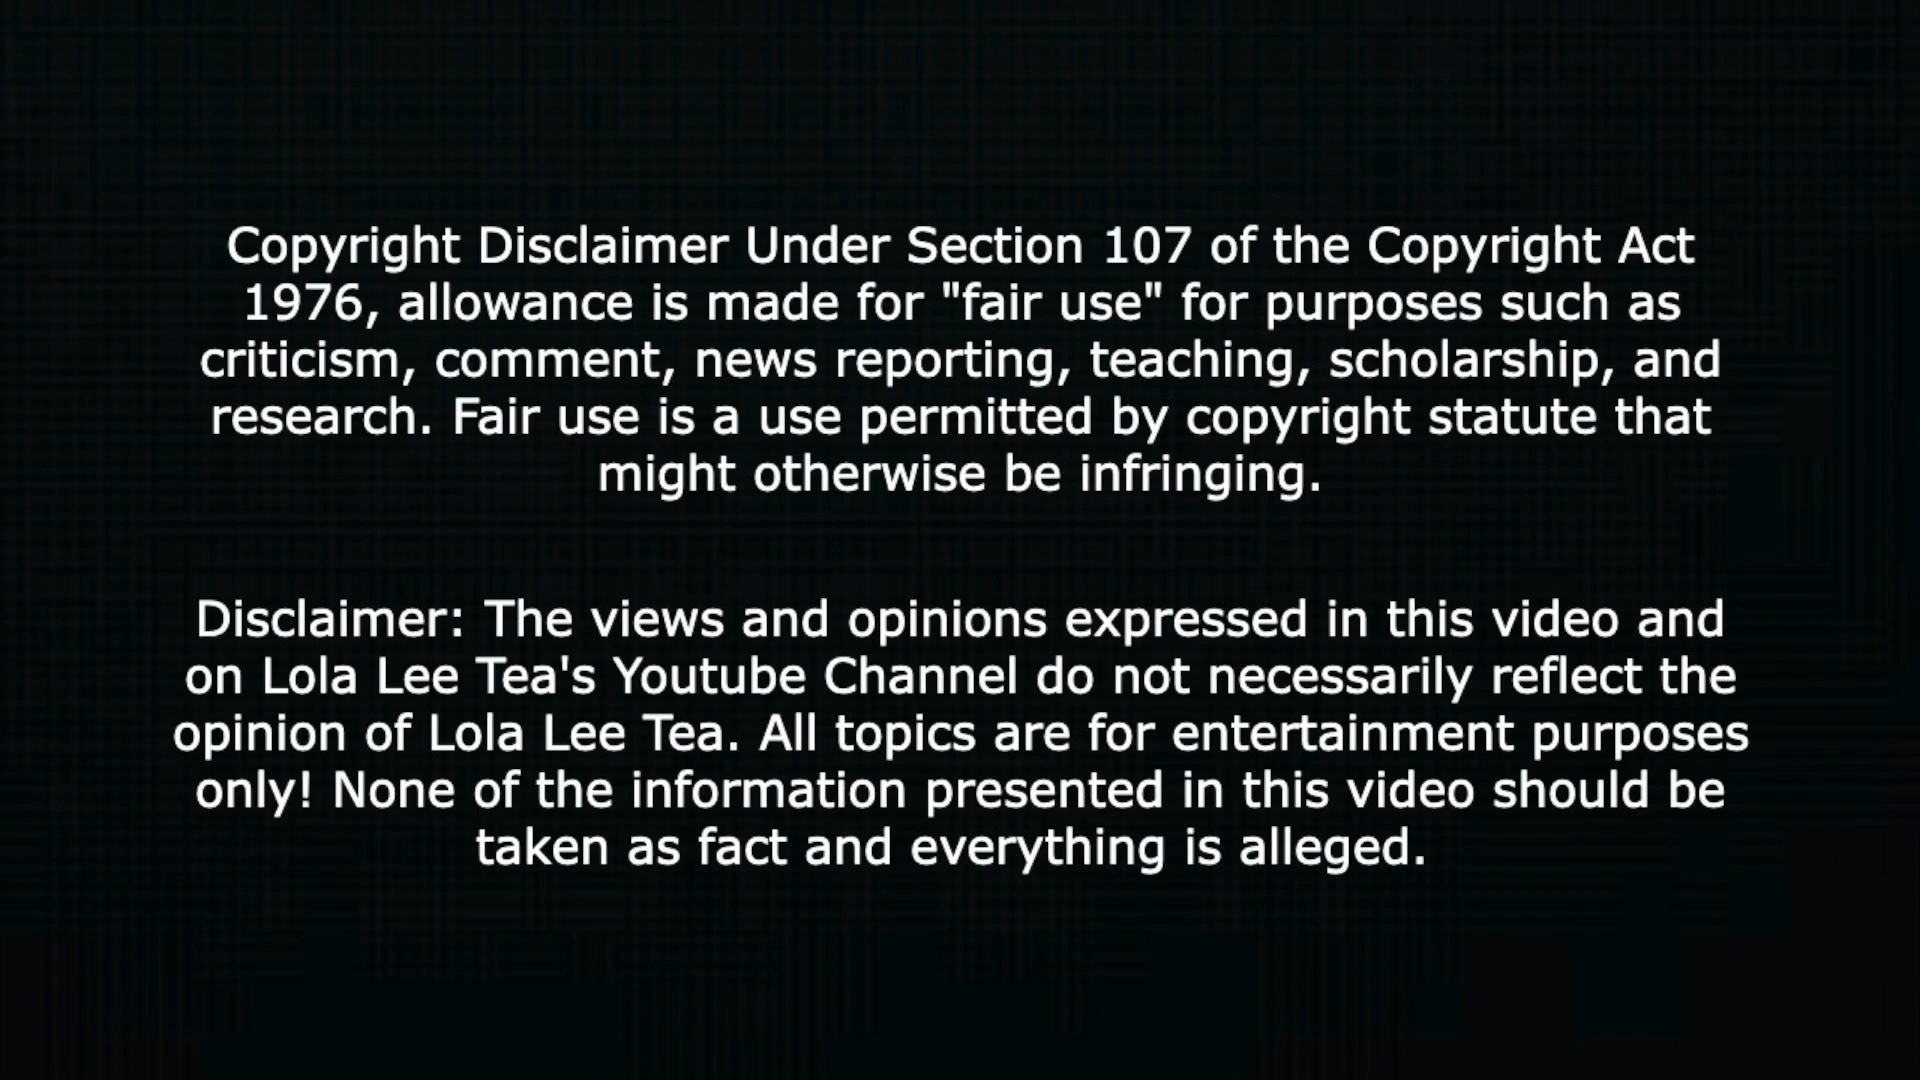 Copyright Disclaimer Under Section 107 of the Copyright Act
1976, allowance is made for "fair use" for purposes such as
criticism, comment, news reporting, teaching, scholarship, and
research. Fair use is a use permitted by copyright statute that
might otherwise be infringing.
Disclaimer: The views and opinions expressed in this video and
on Lola Lee Tea's Youtube Channel do not necessarily reflect the
opinion of Lola Lee Tea. All topics are for entertainment purposes
only! None of the information presented in this video should be
taken as fact and everything is alleged.